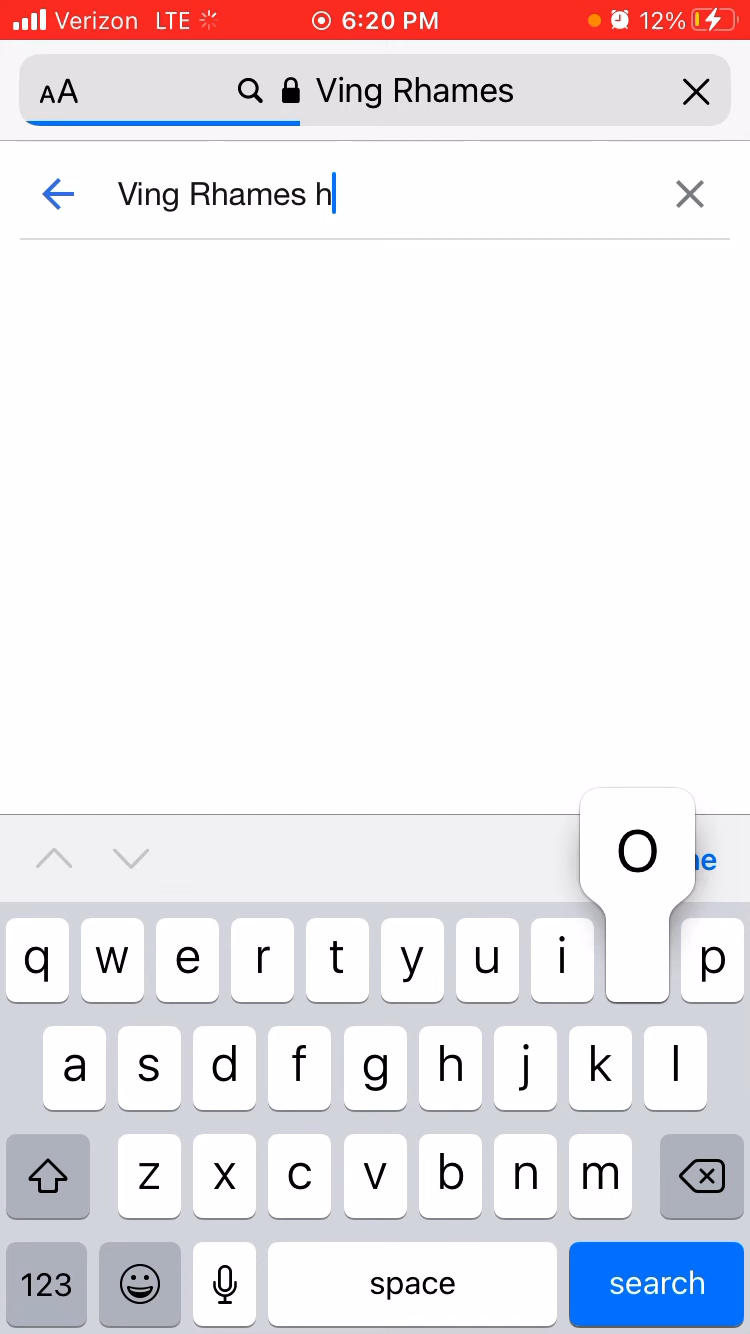 Verizon LTE 6:20 PM 12%
AA Ving Rhames
Ving Rhames h
O
q w e r t y u i p
a s d f g h j k l
z x c v b n m
123 space search